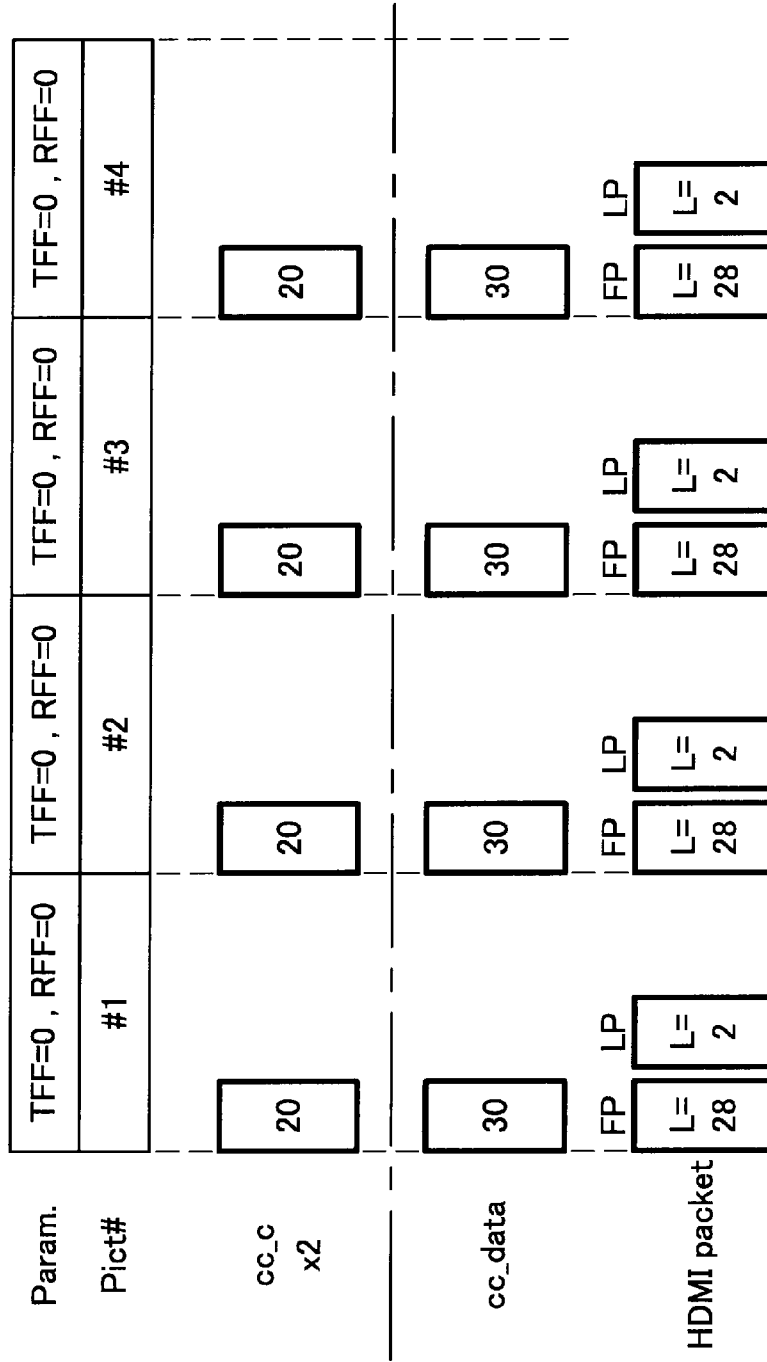 Param. TFF=0 , RFF=0 TFF=0 , RFF=0 TFF=0 , RFF=0 TFF=0 , RFF=0
Pict# #1 #2 #3 #4
cc_c 20 20 20 20
x2
cc_data 30 30 30 30
FP LP FP LP FP LP FP LP
HDMI packet L= L= L= L= L= L= L= L=
28 2 28 2 28 2 28 2